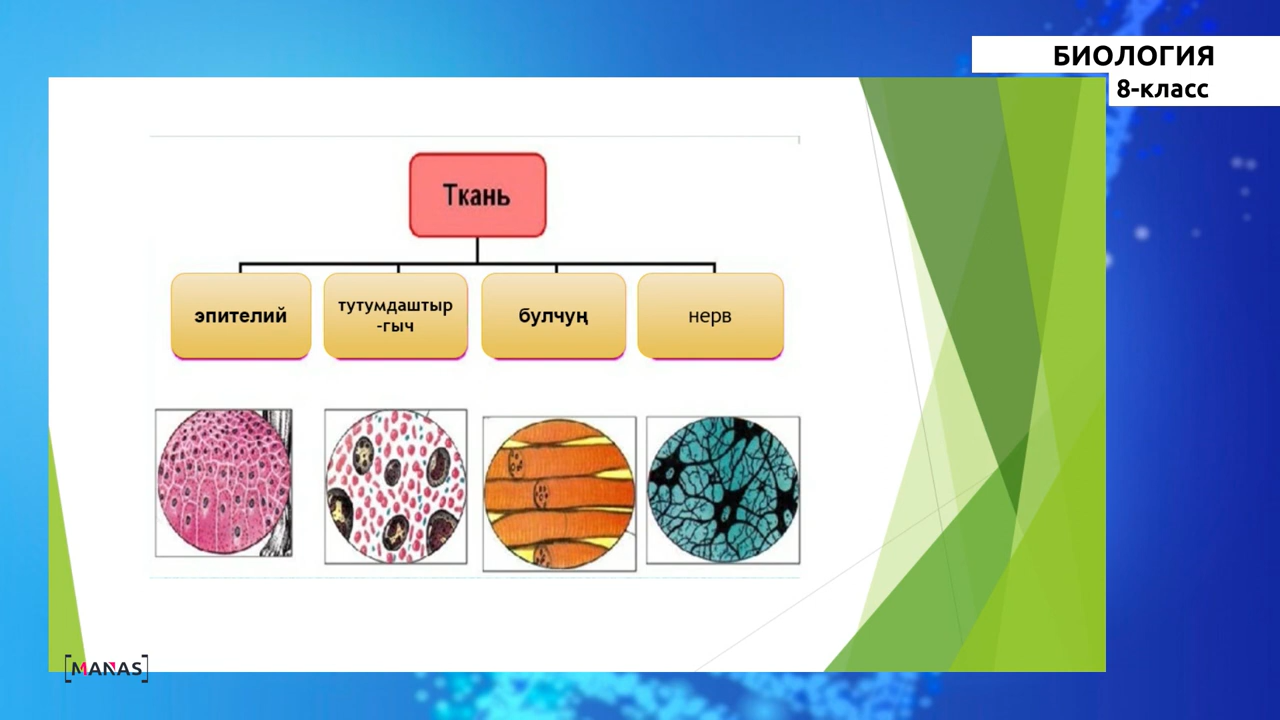 БИОЛОГИЯ
8-класс
Ткань
эпителий
тутумдаштыр
-гыч
булчуң
нерв
[MANAS]